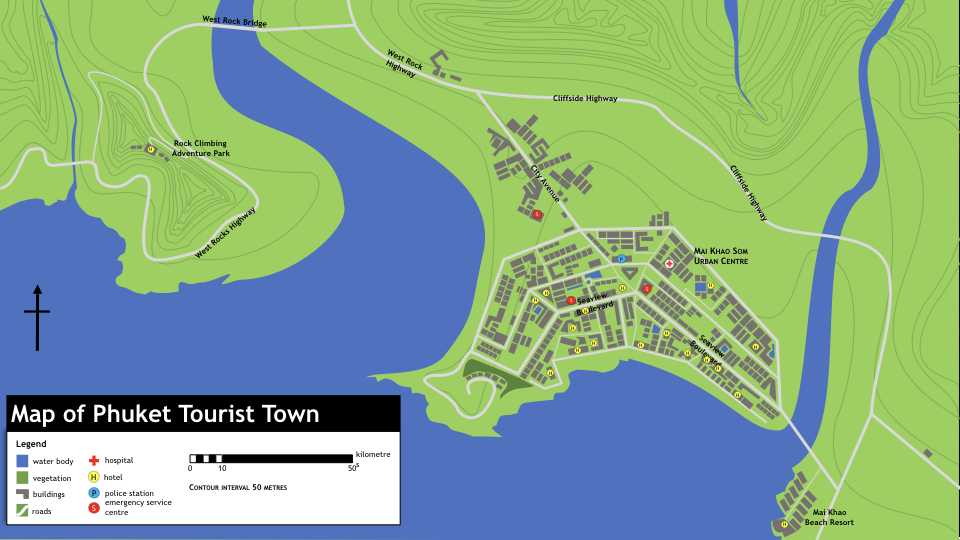 West Rock Bridge
West Rock
Highway
Cliffside Highway
Rock Climbing
Adventure Park
H
City Avenue
Cliffside Highway
West Rocks Highway
S
Mai Khao Som
Urban Centre
P
H
H
H
H
S
S
Seaview
Boulevard
H
H
H
H
H
H
H
Seaview
Boulevard
H
H
H
H
H
H
Map of Phuket Tourist Town
Legend
water body
vegetation
buildings
roads
hospital
H hotel
P police station
S emergency service
centre
kilometre
s
0 10 50
Contour interval 50 metres
Mai Khao
Beach Resort
H